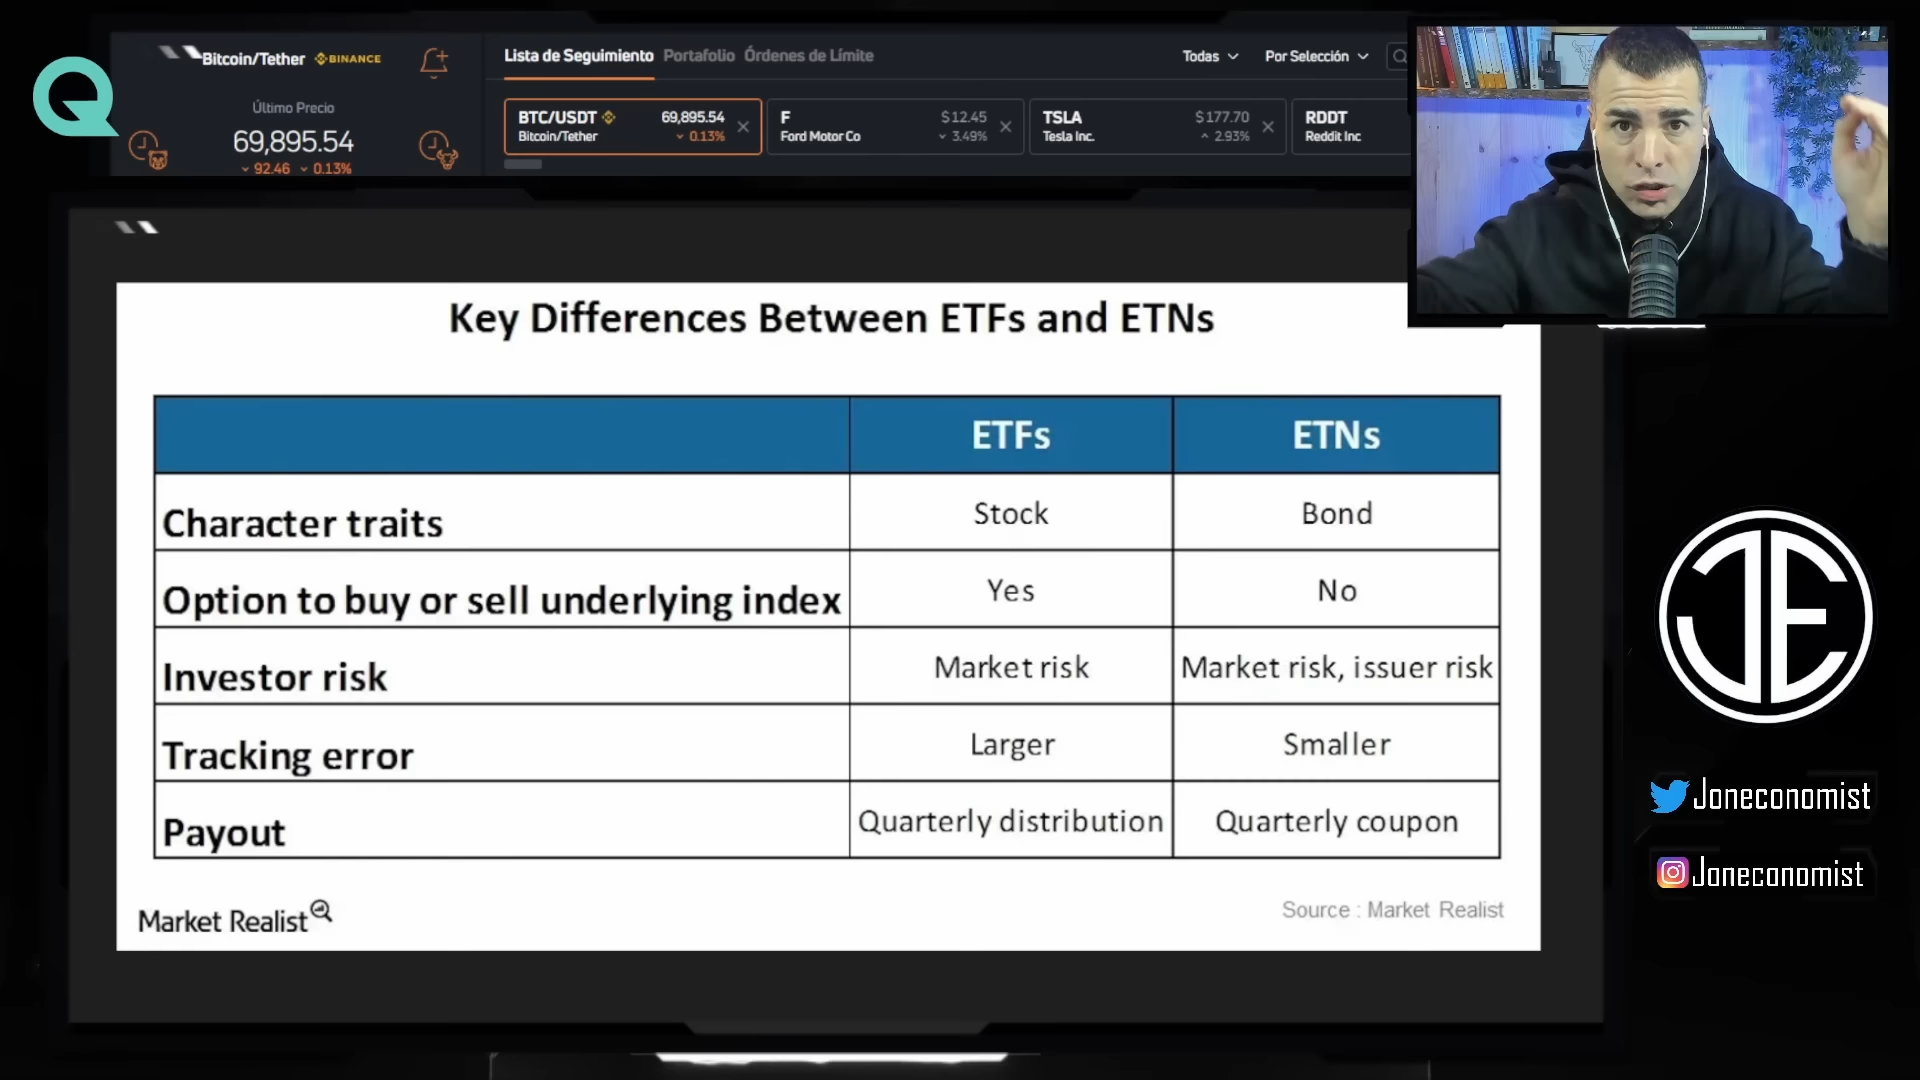 Bitcoin/Tether BINANCE
Último Precio
69,895.54
92.46 0.13%
Lista de Seguimiento Portafolio Órdenes de Límite
Todas Por Selección
BTC/USDT 69,895.54
Bitcoin/Tether 0.13%
F $12.45
Ford Motor Co 3.49%
TSLA $177.70
Tesla Inc. 2.93%
RDDT
Reddit Inc
Key Differences Between ETFs and ETNs
ETFs ETNs
Character traits Stock Bond
Option to buy or sell underlying index Yes No
Investor risk Market risk Market risk, issuer risk
Tracking error Larger Smaller
Payout Quarterly distribution Quarterly coupon
Market Realist
Source : Market Realist
JE
Joneconomist
Joneconomist